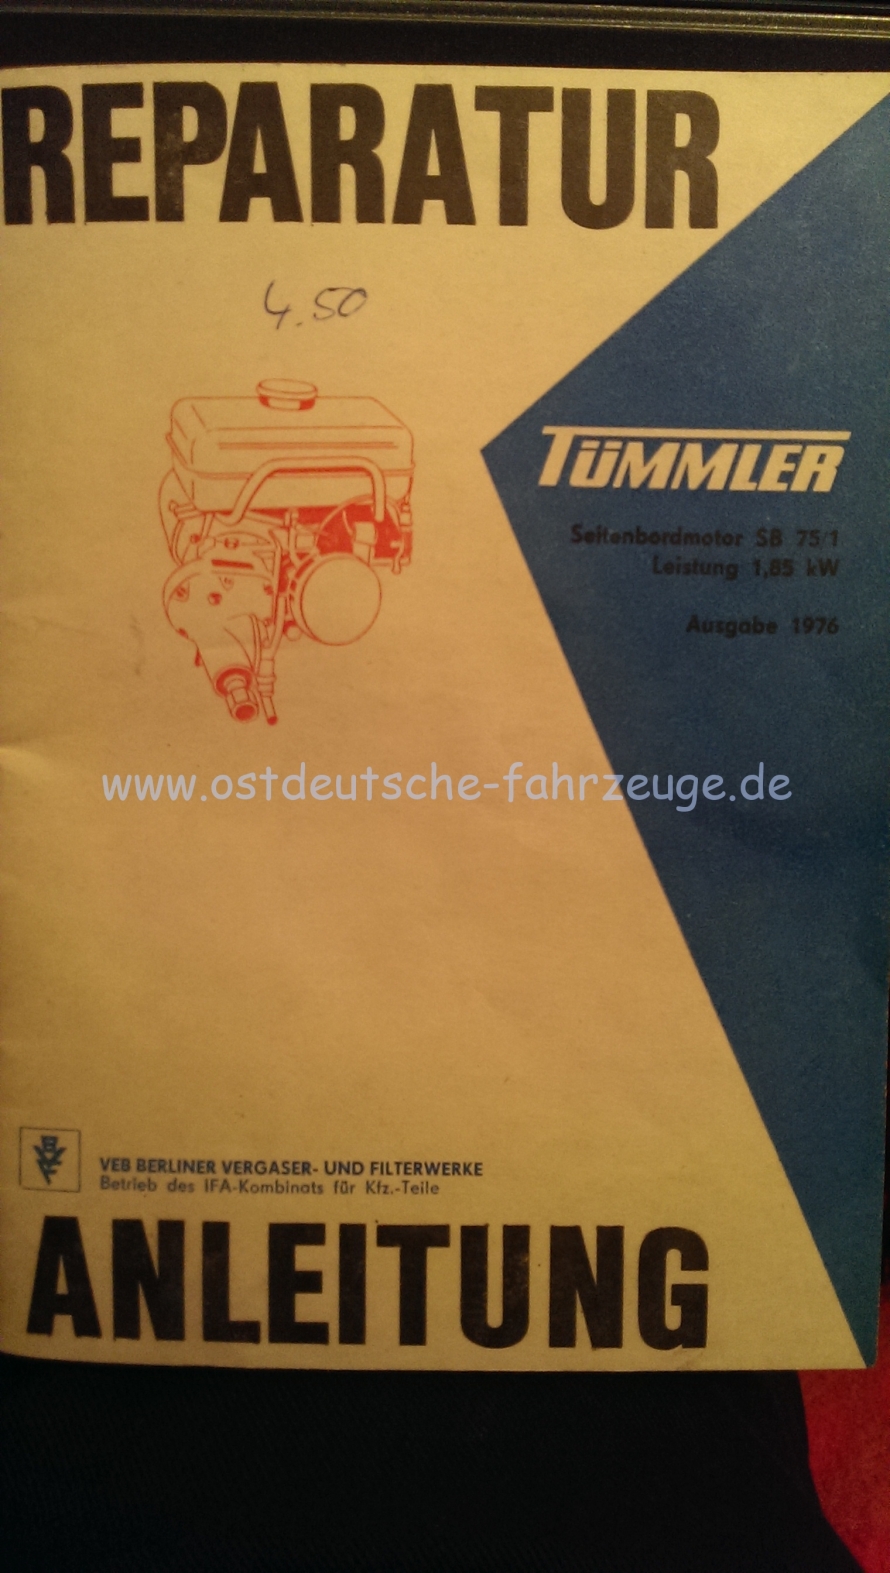 REPARATUR
4.50
TÜMMLER
Seitenbordmotor SB 75/1
Leistung 1,85 kW
Ausgabe 1976
www.ostdeutsche-fahrzeuge.de
VEB BERLINER VERGASER- UND FILTERWERKE
Betrieb des IFA-Kombinats für Kfz.-Teile
ANLEITUNG